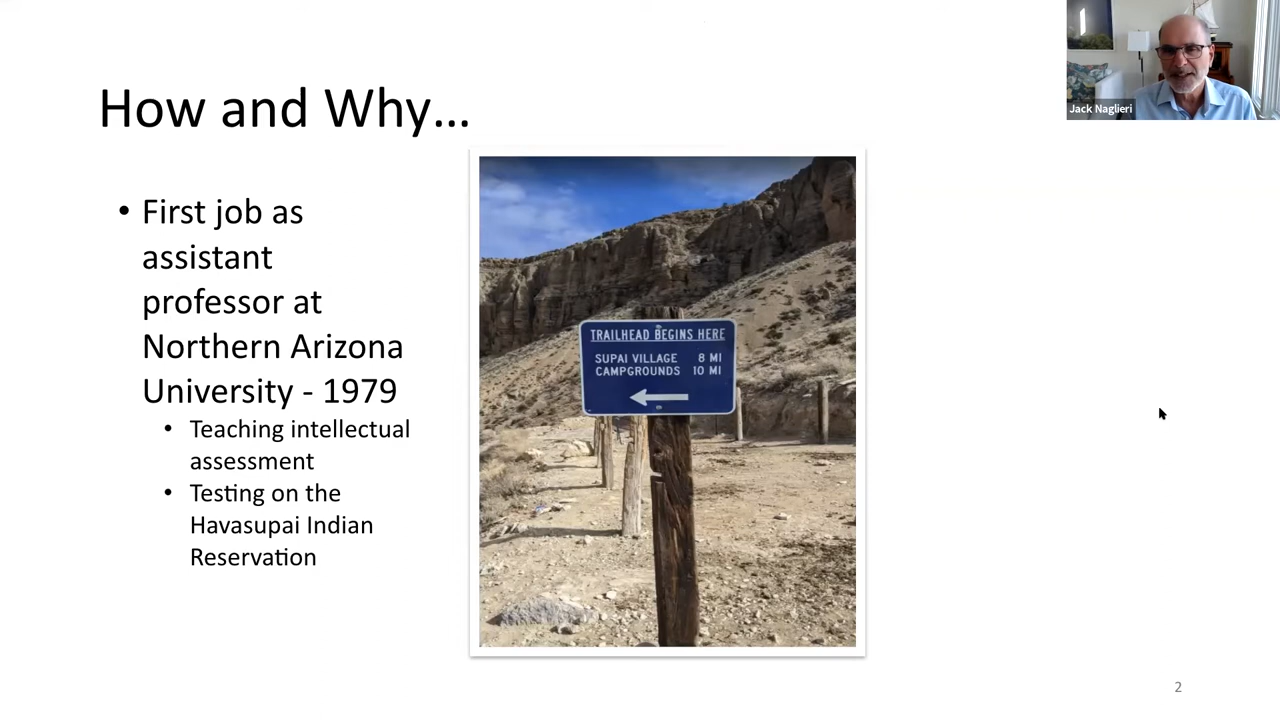 How and Why...
• First job as
assistant
professor at
Northern Arizona
University - 1979
• Teaching intellectual
assessment
• Testing on the
Havasupai Indian
Reservation
TRAILHEAD BEGINS HERE
SUPAI VILLAGE 8 MI
CAMPGROUNDS 10 MI
Jack Naglieri
2